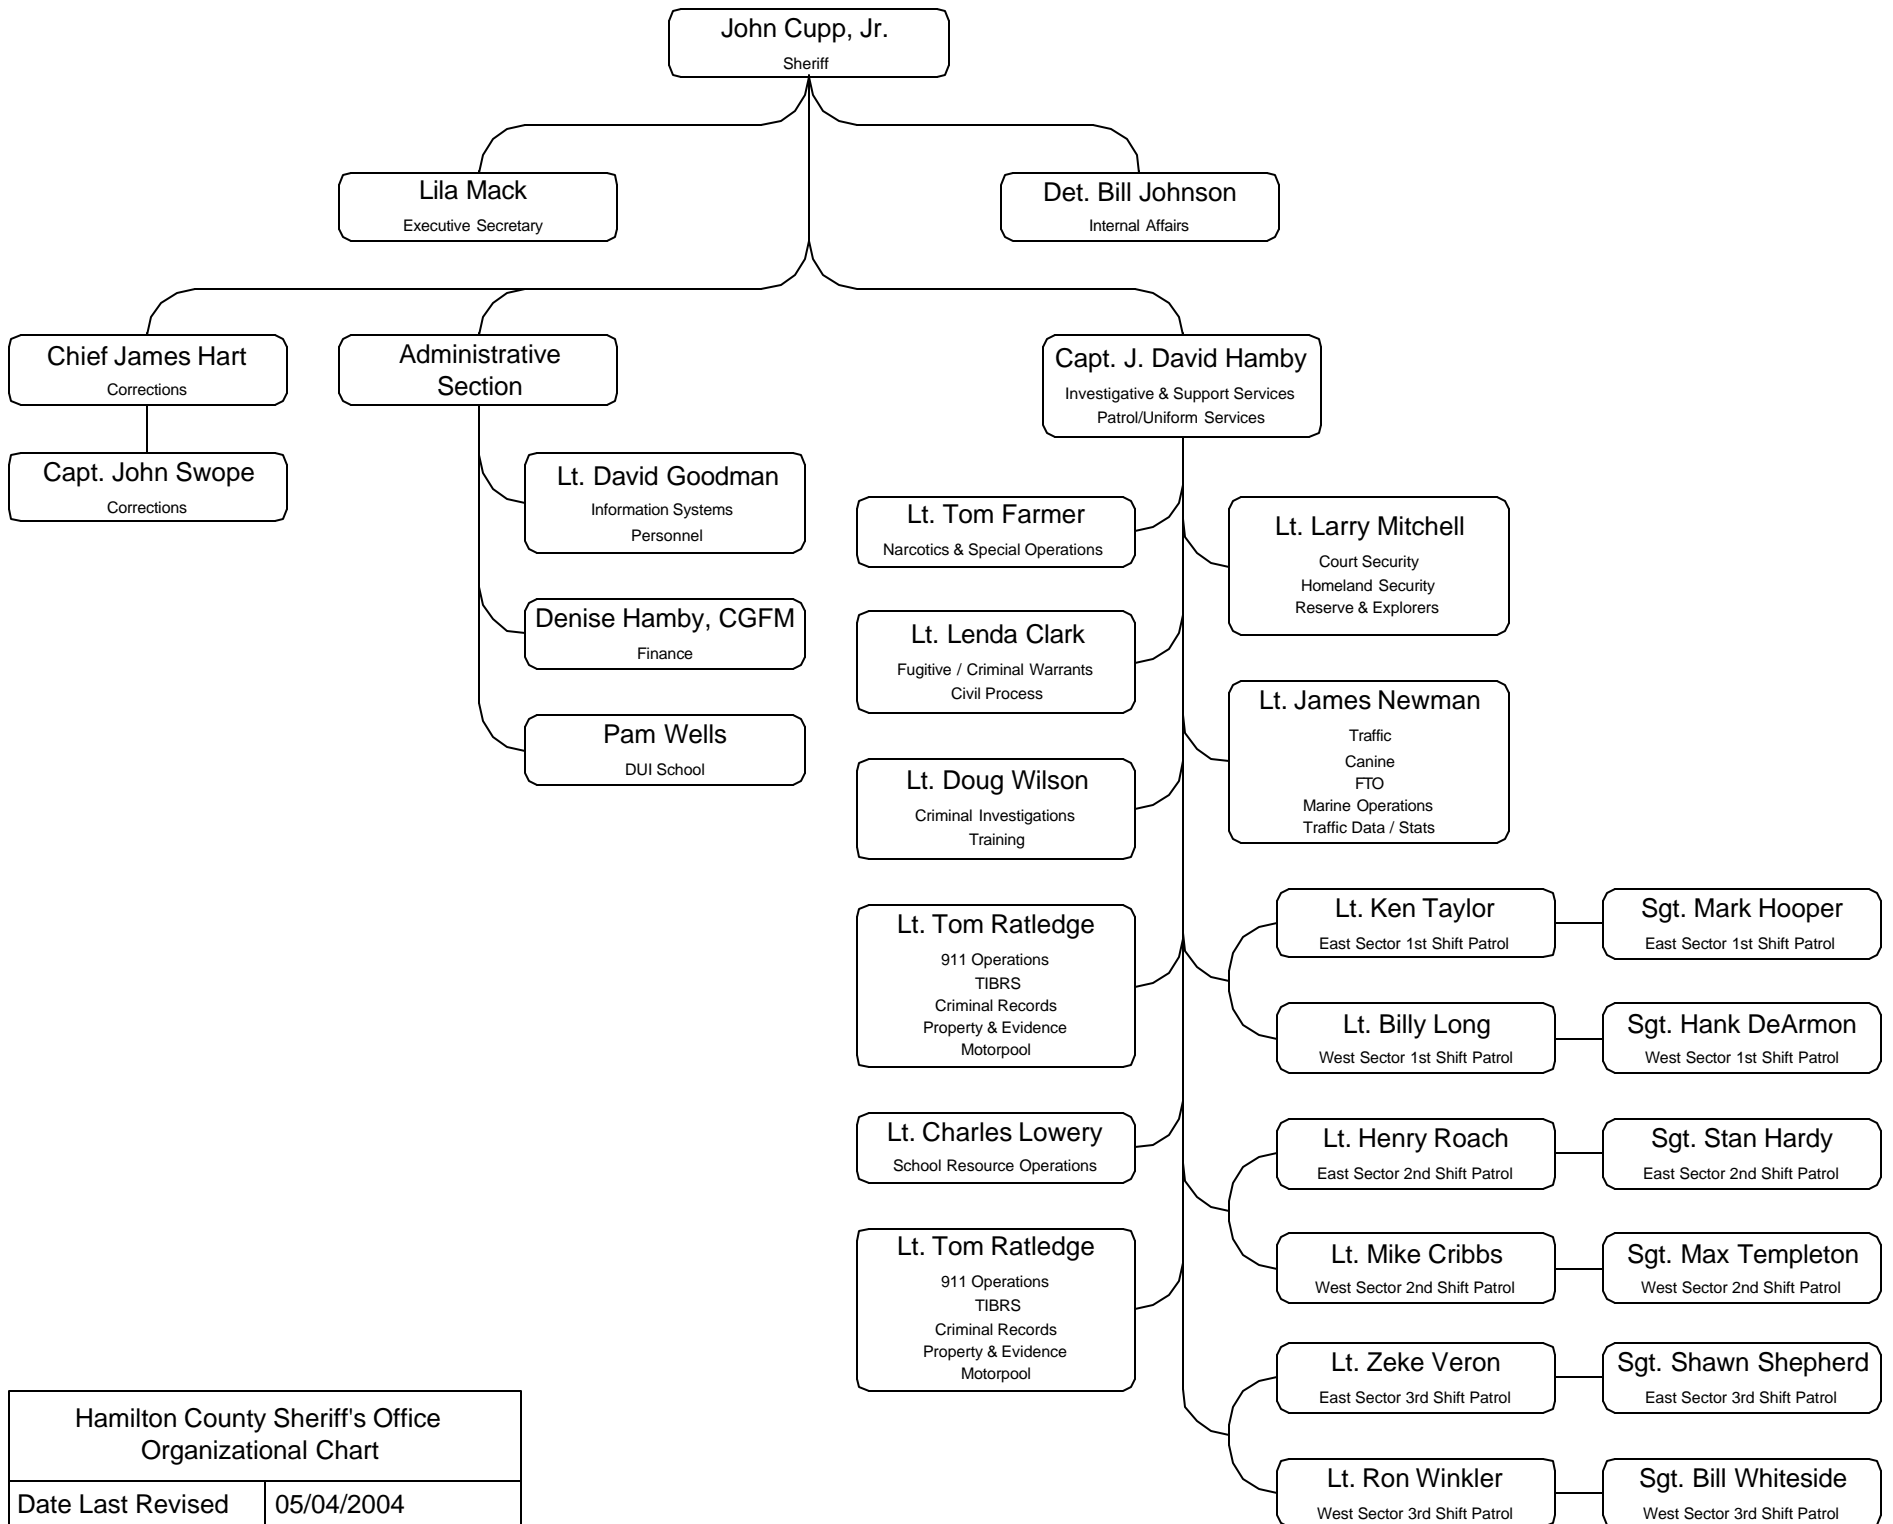 John Cupp, Jr.
Sheriff
Lila Mack
Executive Secretary
Det. Bill Johnson
Internal Affairs
Chief James Hart
Corrections
Capt. John Swope
Corrections
Administrative
Section
Lt. David Goodman
Information Systems
Personnel
Denise Hamby, CGFM
Finance
Pam Wells
DUI School
Capt. J. David Hamby
Investigative & Support Services
Patrol/Uniform Services
Lt. Tom Farmer
Narcotics & Special Operations
Lt. Lenda Clark
Fugitive / Criminal Warrants
Civil Process
Lt. Doug Wilson
Criminal Investigations
Training
Lt. Tom Ratledge
911 Operations
TIBRS
Criminal Records
Property & Evidence
Motorpool
Lt. Charles Lowery
School Resource Operations
Lt. Tom Ratledge
911 Operations
TIBRS
Criminal Records
Property & Evidence
Motorpool
Lt. Larry Mitchell
Court Security
Homeland Security
Reserve & Explorers
Lt. James Newman
Traffic
Canine
FTO
Marine Operations
Traffic Data / Stats
Lt. Ken Taylor
East Sector 1st Shift Patrol
Sgt. Mark Hooper
East Sector 1st Shift Patrol
Lt. Billy Long
West Sector 1st Shift Patrol
Sgt. Hank DeArmon
West Sector 1st Shift Patrol
Lt. Henry Roach
East Sector 2nd Shift Patrol
Sgt. Stan Hardy
East Sector 2nd Shift Patrol
Lt. Mike Cribbs
West Sector 2nd Shift Patrol
Sgt. Max Templeton
West Sector 2nd Shift Patrol
Lt. Zeke Veron
East Sector 3rd Shift Patrol
Sgt. Shawn Shepherd
East Sector 3rd Shift Patrol
Lt. Ron Winkler
West Sector 3rd Shift Patrol
Sgt. Bill Whiteside
West Sector 3rd Shift Patrol
Hamilton County Sheriff's Office
Organizational Chart
Date Last Revised 05/04/2004